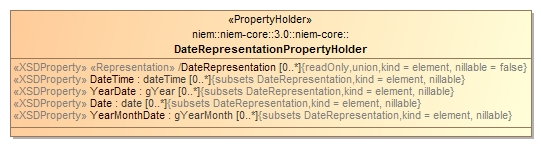 «PropertyHolder»
niem::niem-core::3.0::niem-core::
DateRepresentationPropertyHolder
«XSDProperty» «Representation» /DateRepresentation [0..*]{readOnly,union,kind = element, nillable = false}
«XSDProperty» DateTime : dateTime [0..*]{subsets DateRepresentation,kind = element, nillable}
«XSDProperty» YearDate : gYear [0..*]{subsets DateRepresentation,kind = element, nillable}
«XSDProperty» Date : date [0..*]{subsets DateRepresentation,kind = element, nillable}
«XSDProperty» YearMonthDate : gYearMonth [0..*]{subsets DateRepresentation,kind = element, nillable}